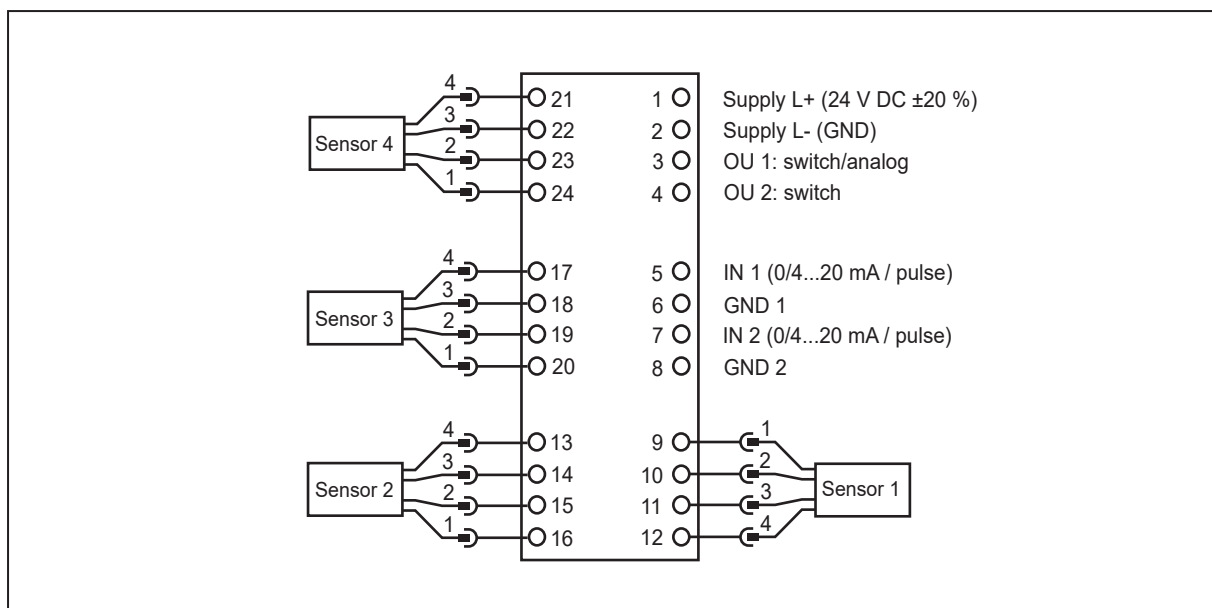 4 21 1 Supply L+ (24 V DC ±20 %)
3 22 2 Supply L- (GND)
Sensor 4
2 23 3 OU 1: switch/analog
1 24 4 OU 2: switch
4 17 5 IN 1 (0/4...20 mA / pulse)
3 18 6 GND 1
Sensor 3
2 19 7 IN 2 (0/4...20 mA / pulse)
1 20 8 GND 2
4 13 9 1
3 14 10 2
Sensor 2 Sensor 1
2 15 11 3
1 16 12 4